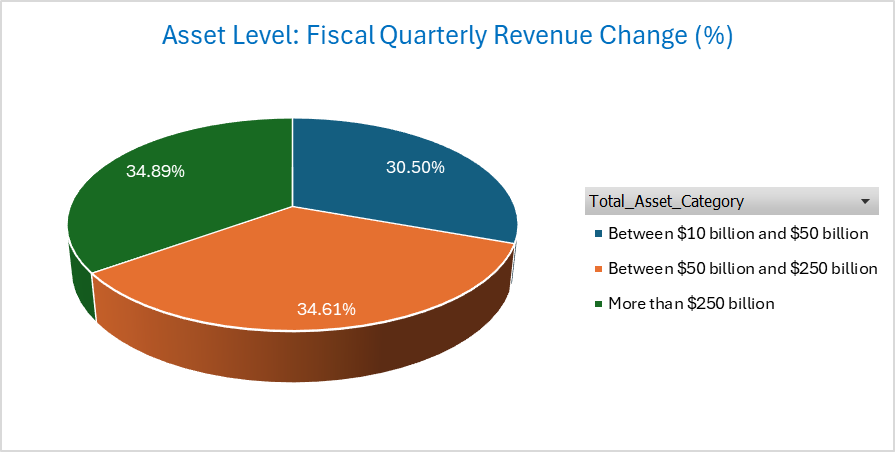 Asset Level: Fiscal Quarterly Revenue Change (%)
34.89%
30.50%
34.61%
Total_Asset_Category
Between $10 billion and $50 billion
Between $50 billion and $250 billion
More than $250 billion